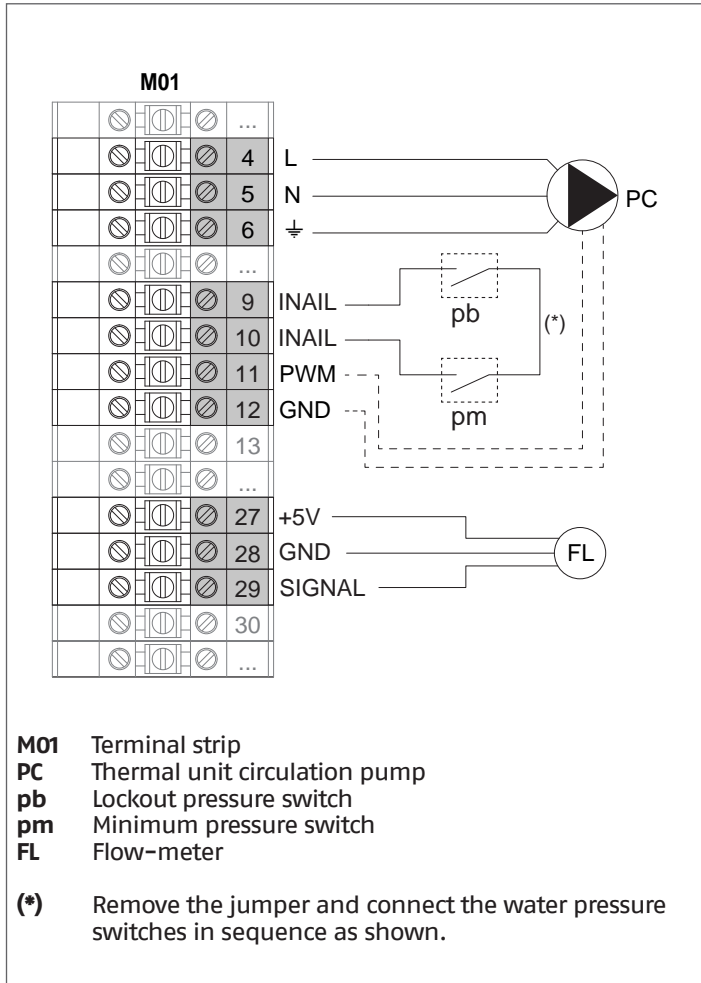 M01
...
4 L
5 N
6
PC
...
9 INAIL
pb
10 INAIL
(*)
11 PWM
12 GND
pm
13
...
27 +5V
28 GND
FL
29 SIGNAL
30
...
M01 Terminal strip
PC Thermal unit circulation pump
pb Lockout pressure switch
pm Minimum pressure switch
FL Flow-meter
(*) Remove the jumper and connect the water pressure
switches in sequence as shown.